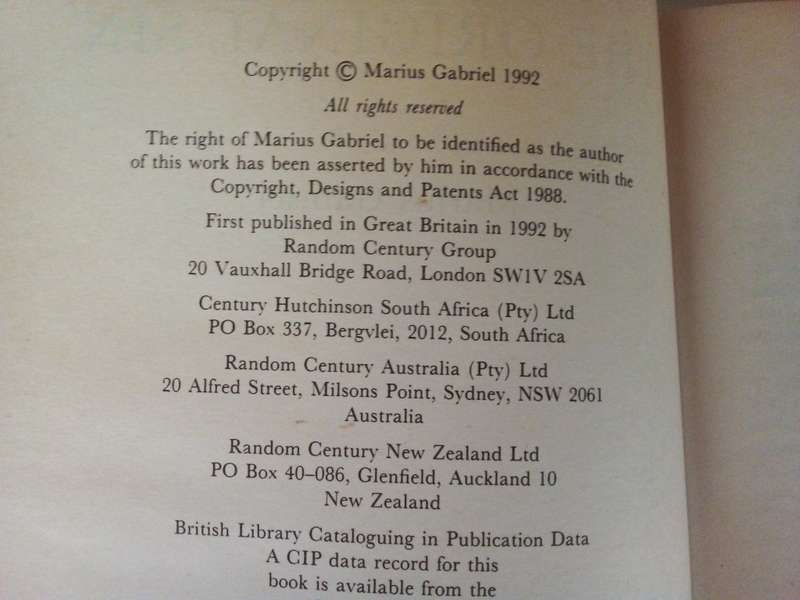 Copyright © Marius Gabriel 1992
All rights reserved
The right of Marius Gabriel to be identified as the author
of this work has been asserted by him in accordance with the
Copyright, Designs and Patents Act 1988.
First published in Great Britain in 1992 by
Random Century Group
20 Vauxhall Bridge Road, London SW1V 2SA
Century Hutchinson South Africa (Pty) Ltd
PO Box 337, Bergvlei, 2012, South Africa
Random Century Australia (Pty) Ltd
20 Alfred Street, Milsons Point, Sydney, NSW 2061
Australia
Random Century New Zealand Ltd
PO Box 40–086, Glenfield, Auckland 10
New Zealand
British Library Cataloguing in Publication Data
A CIP data record for this
book is available from the